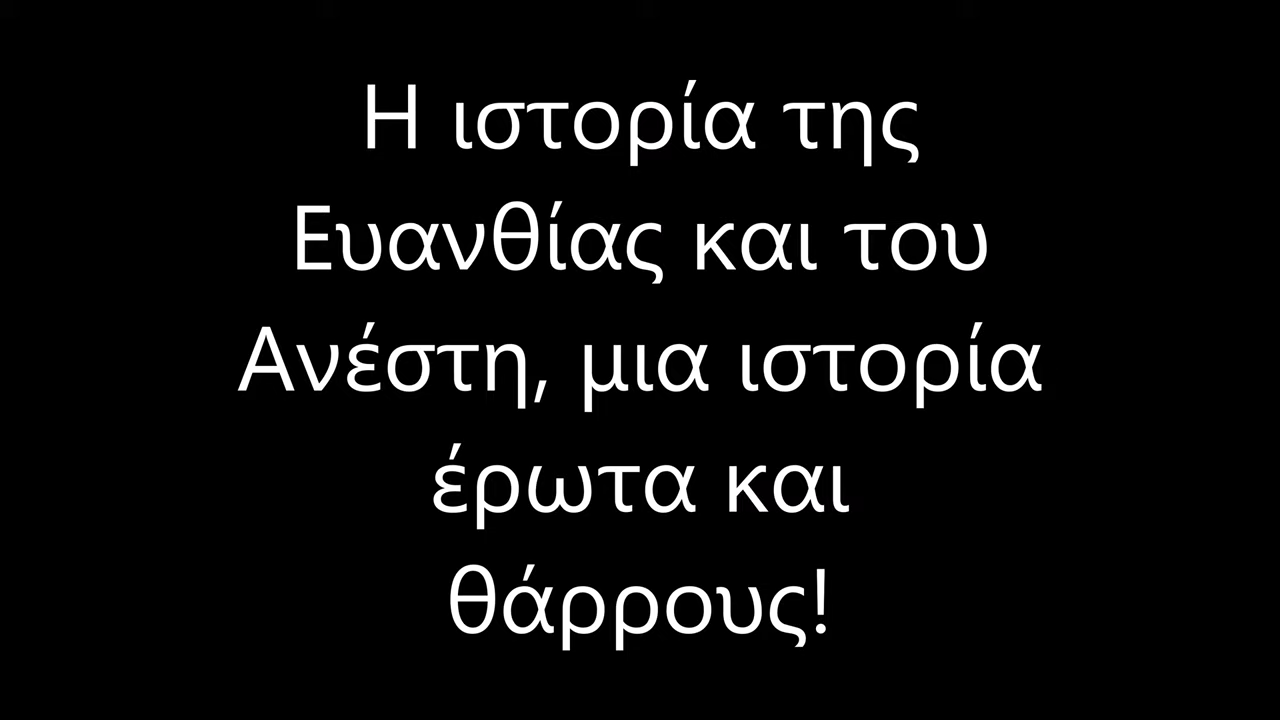 Η ιστορία της
Ευανθίας και του
Ανέστη, μια ιστορία
έρωτα και
θάρρους!